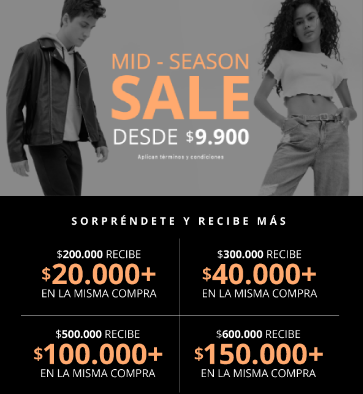 MID - SEASON
SALE
DESDE $9.900
Aplican términos y condiciones
SORPRÉNDETE Y RECIBE MÁS
$200.000 RECIBE
$20.000+
EN LA MISMA COMPRA
$300.000 RECIBE
$40.000+
EN LA MISMA COMPRA
$500.000 RECIBE
$100.000+
EN LA MISMA COMPRA
$600.000 RECIBE
$150.000+
EN LA MISMA COMPRA